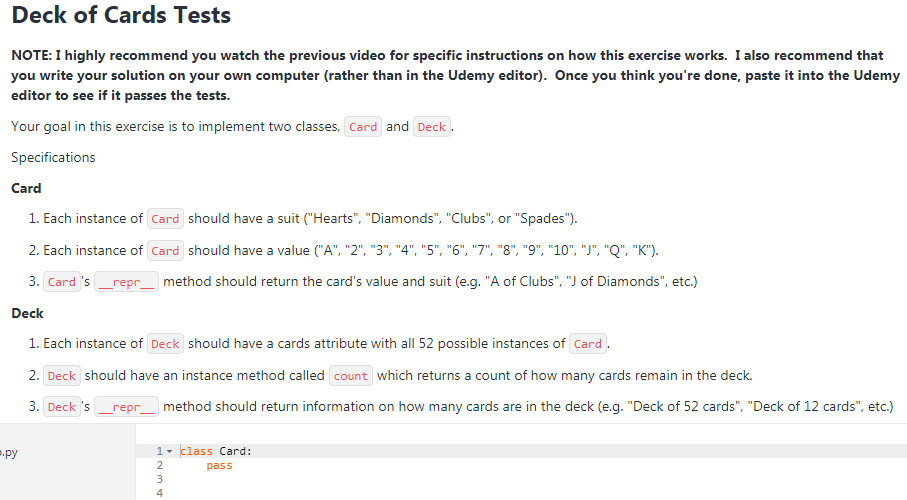 Deck of Cards Tests
NOTE: I highly recommend you watch the previous video for specific instructions on how this exercise works.  I also recommend that
you write your solution on your own computer (rather than in the Udemy editor).  Once you think you're done, paste it into the Udemy
editor to see if it passes the tests.
Your goal in this exercise is to implement two classes, Card and Deck.
Specifications
Card
1. Each instance of Card should have a suit ("Hearts", "Diamonds", "Clubs", or "Spades").
2. Each instance of Card should have a value ("A", "2", "3", "4", "5", "6", "7", "8", "9", "10", "J", "Q", "K").
3. Card's __repr__ method should return the card's value and suit (e.g. "A of Clubs", "J of Diamonds", etc.)
Deck
1. Each instance of Deck should have a cards attribute with all 52 possible instances of Card.
2. Deck should have an instance method called count which returns a count of how many cards remain in the deck.
3. Deck's __repr__ method should return information on how many cards are in the deck (e.g. "Deck of 52 cards", "Deck of 12 cards", etc.)
.py
1 class Card:
2 pass
3
4